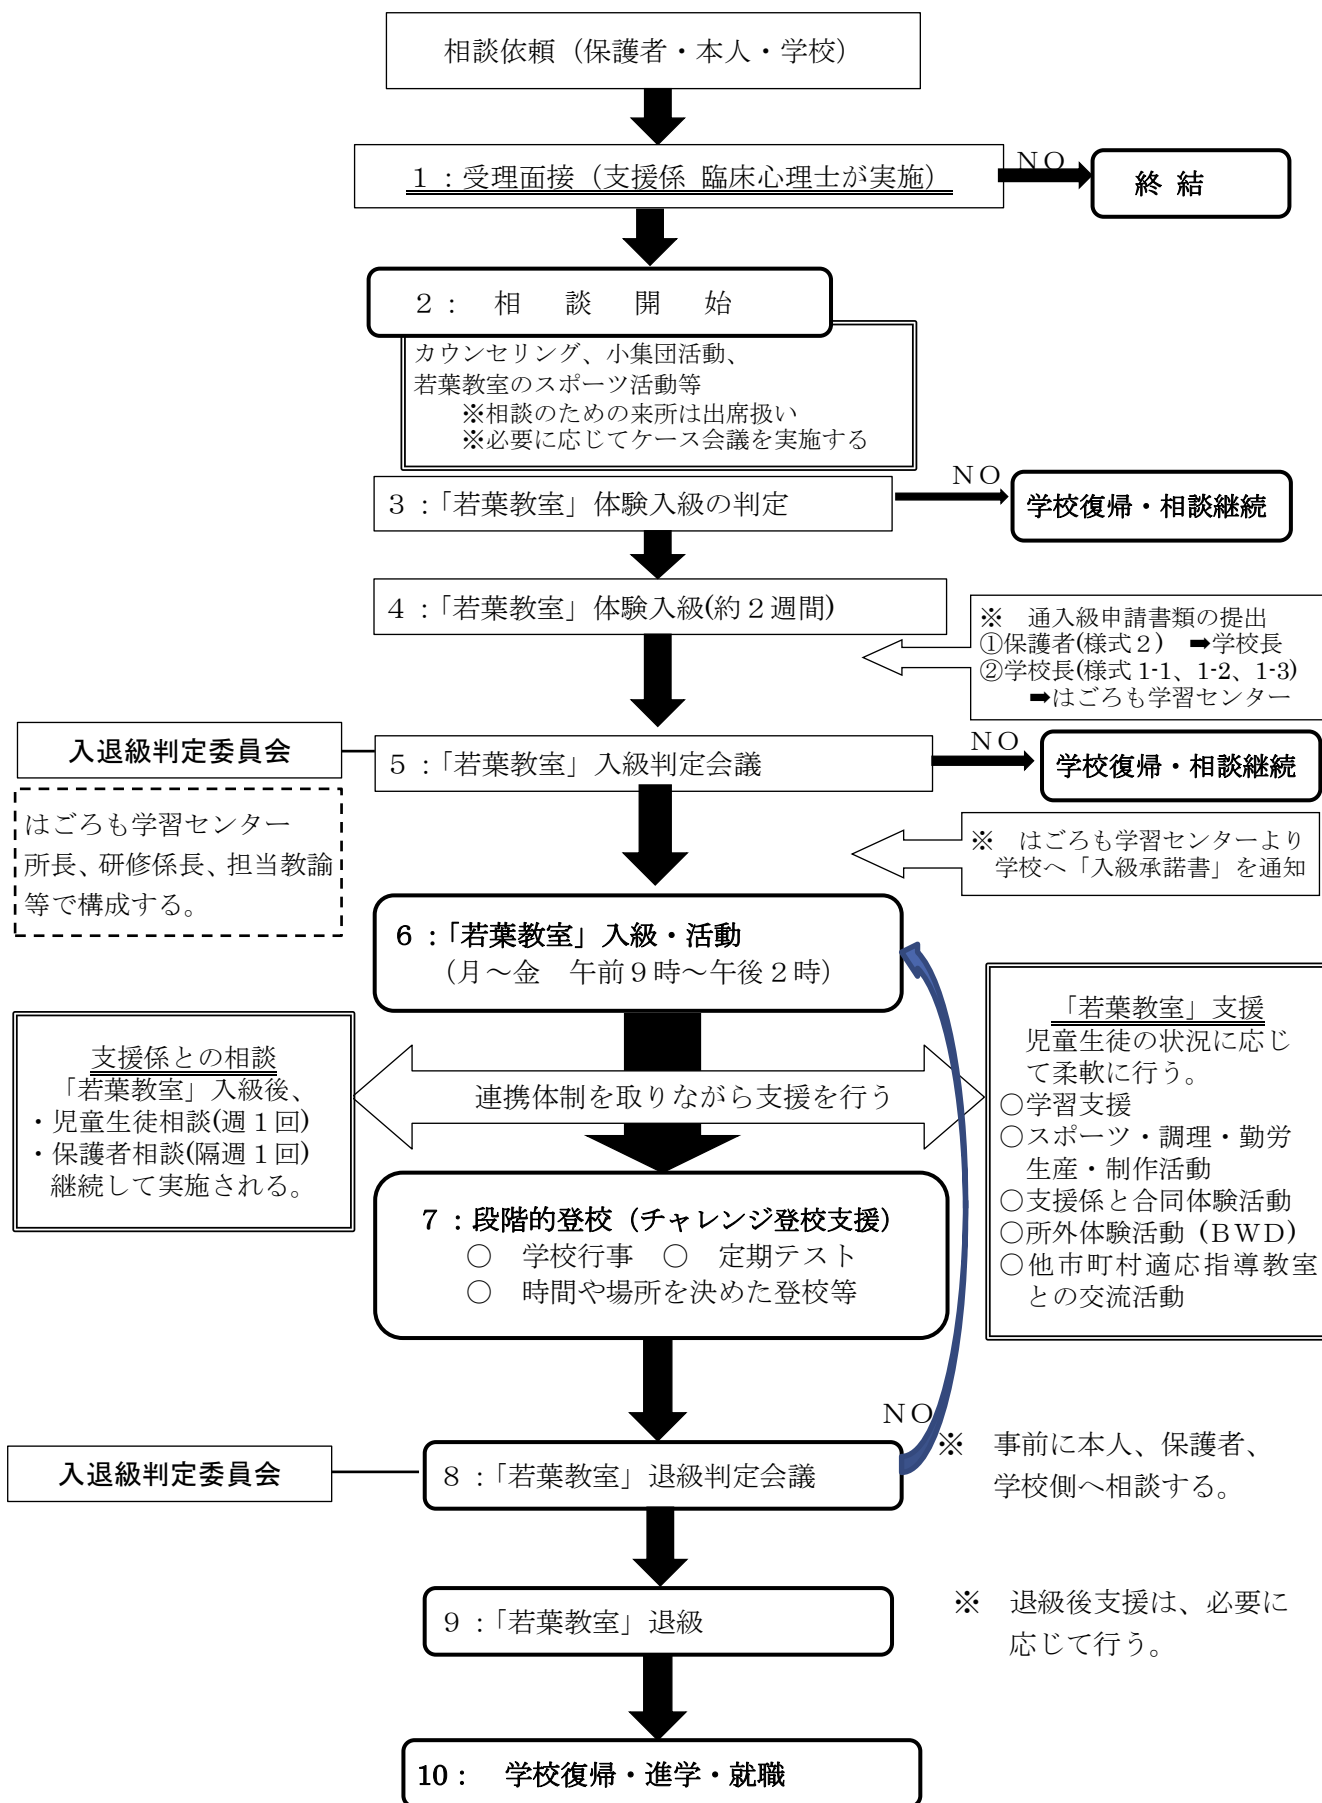 相談依頼（保護者・本人・学校）
１：受理面接（支援係 臨床心理士が実施）
ＮＯ
終 結
２： 相 談 開 始
カウンセリング、小集団活動、
若葉教室のスポーツ活動等
※相談のための来所は出席扱い
※必要に応じてケース会議を実施する
３：「若葉教室」体験入級の判定
ＮＯ
学校復帰・相談継続
４：「若葉教室」体験入級(約２週間)
※ 通入級申請書類の提出
①保護者(様式２) ➡学校長
②学校長(様式 1-1、1-2、1-3)
➡はごろも学習センター
入退級判定委員会
５：「若葉教室」入級判定会議
ＮＯ
学校復帰・相談継続
はごろも学習センター
所長、研修係長、担当教諭
等で構成する。
※ はごろも学習センターより
学校へ「入級承諾書」を通知
６：「若葉教室」入級・活動
（月～金 午前９時～午後２時）
支援係との相談
「若葉教室」入級後、
・児童生徒相談(週１回)
・保護者相談(隔週１回)
継続して実施される。
連携体制を取りながら支援を行う
「若葉教室」支援
児童生徒の状況に応じ
て柔軟に行う。
○学習支援
○スポーツ・調理・勤労
生産・制作活動
○支援係と合同体験活動
○所外体験活動（ＢＷＤ）
○他市町村適応指導教室
との交流活動
７：段階的登校（チャレンジ登校支援）
○ 学校行事 ○ 定期テスト
○ 時間や場所を決めた登校等
ＮＯ
入退級判定委員会
８：「若葉教室」退級判定会議
※ 事前に本人、保護者、
学校側へ相談する。
９：「若葉教室」退級
※ 退級後支援は、必要に
応じて行う。
10： 学校復帰・進学・就職